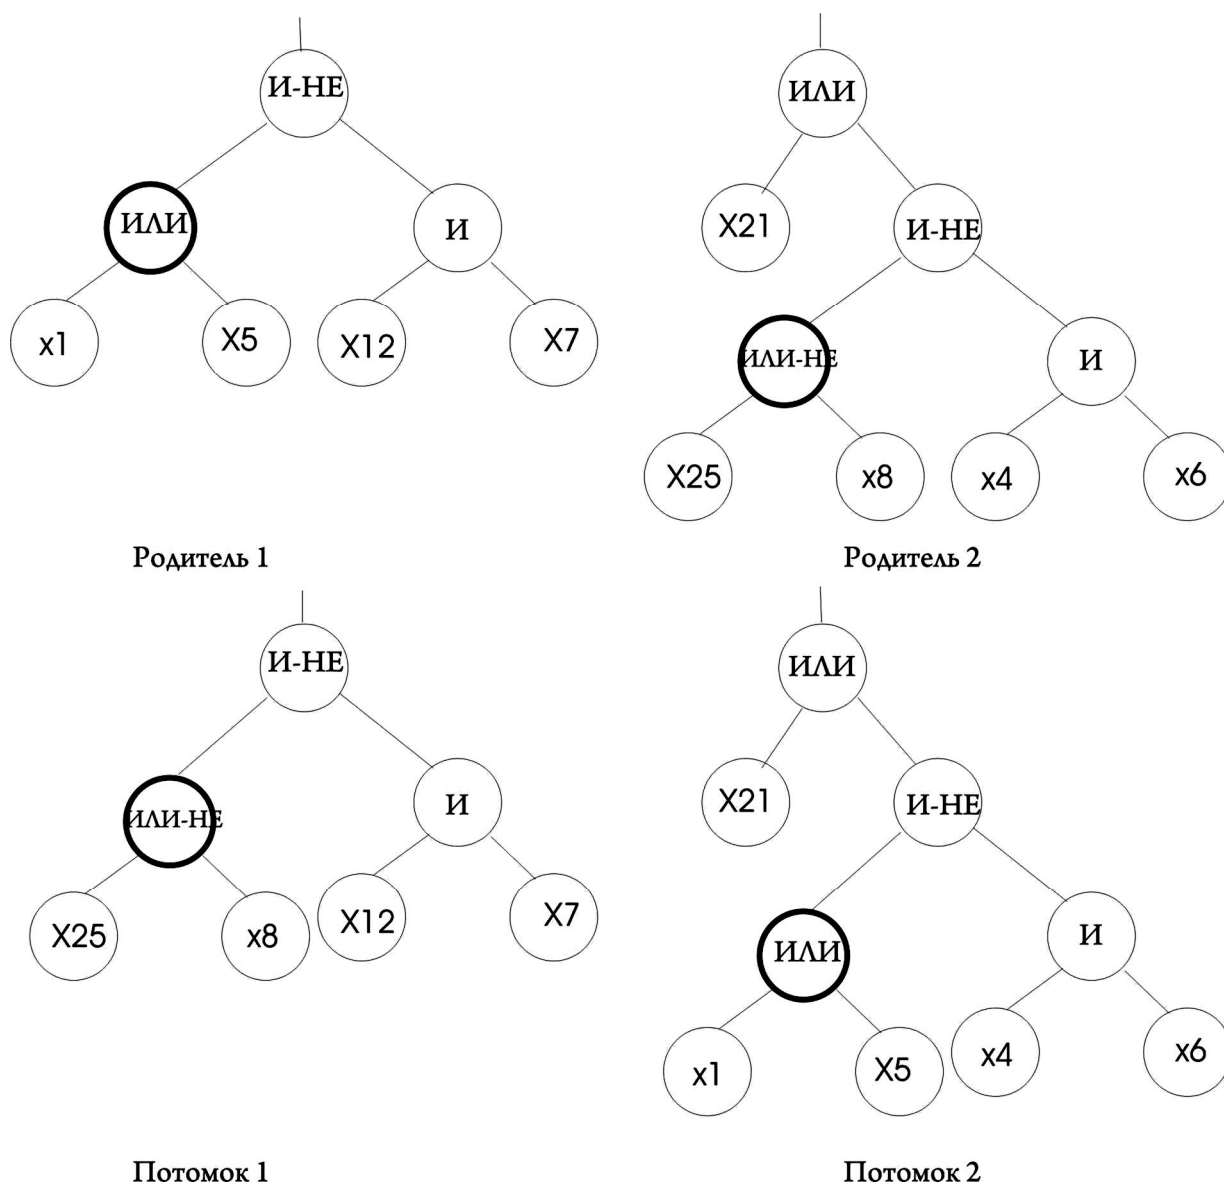 И-НЕ
ИЛИ
ИЛИ
И
X21
И-НЕ
x1
X5
X12
X7
ИЛИ-НЕ
И
X25
x8
x4
x6
Родитель 1
Родитель 2
И-НЕ
ИЛИ
ИЛИ-НЕ
И
X21
И-НЕ
X25
x8
X12
X7
ИЛИ
И
x1
X5
x4
x6
Потомок 1
Потомок 2